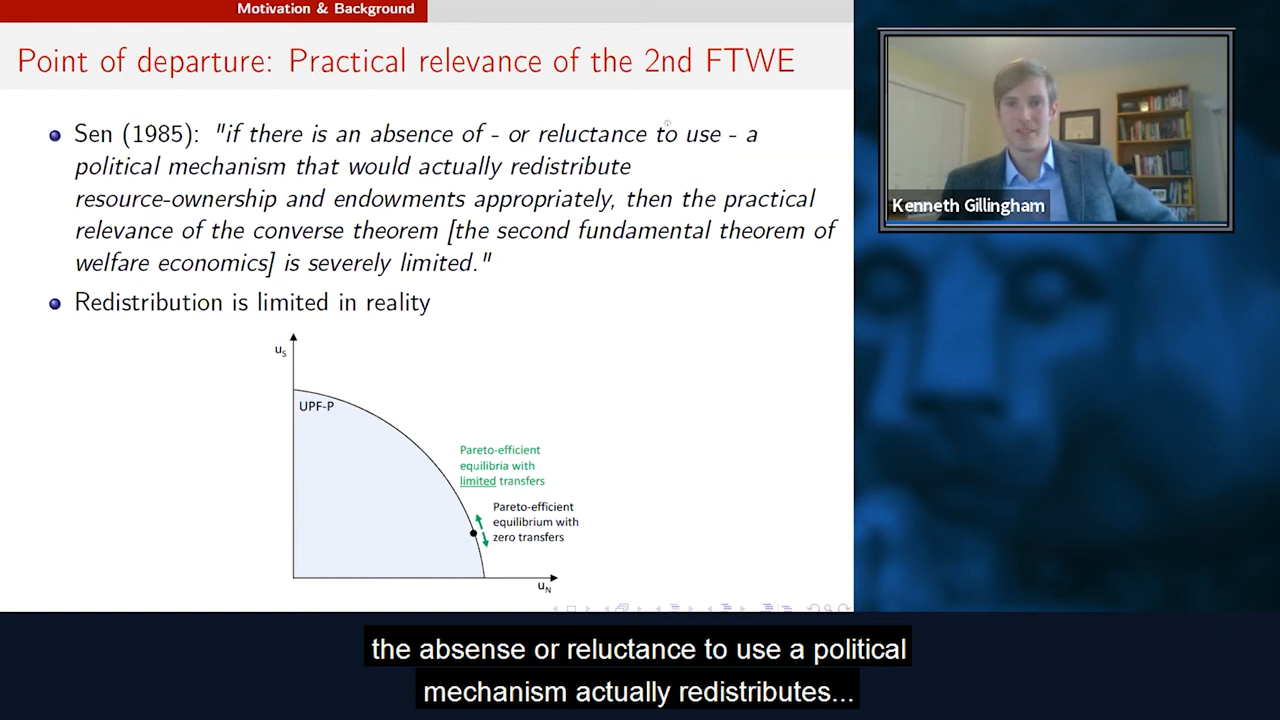 Motivation & Background
Point of departure: Practical relevance of the 2nd FTWE
Sen (1985): "if there is an absence of - or reluctance to use - a
political mechanism that would actually redistribute
resource-ownership and endowments appropriately, then the practical
relevance of the converse theorem [the second fundamental theorem of
welfare economics] is severely limited."
Redistribution is limited in reality
uS
UPF-P
Pareto-efficient
equilibria with
limited transfers
Pareto-efficient
equilibrium with
zero transfers
uN
Kenneth Gillingham
the absense or reluctance to use a political
mechanism actually redistributes...